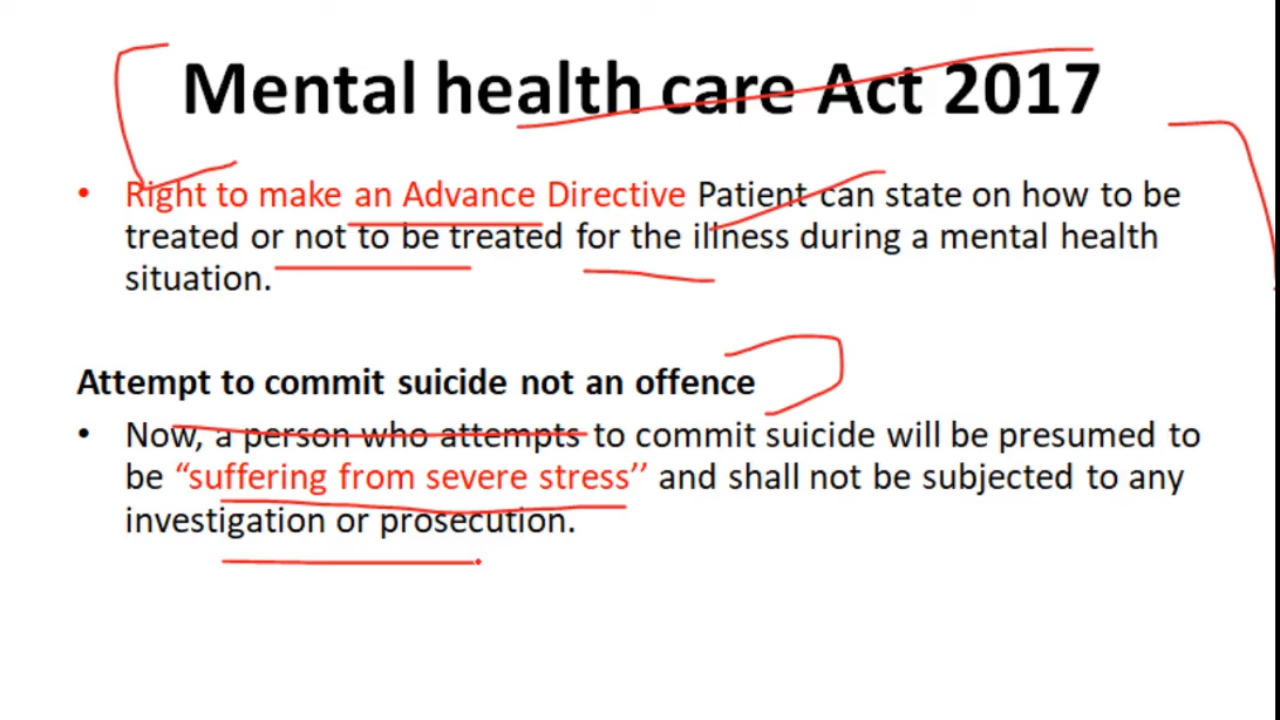 Mental health care Act 2017
• Right to make an Advance Directive Patient can state on how to be
treated or not to be treated for the illness during a mental health
situation.
Attempt to commit suicide not an offence
• Now, a person who attempts to commit suicide will be presumed to
be “suffering from severe stress’’ and shall not be subjected to any
investigation or prosecution.